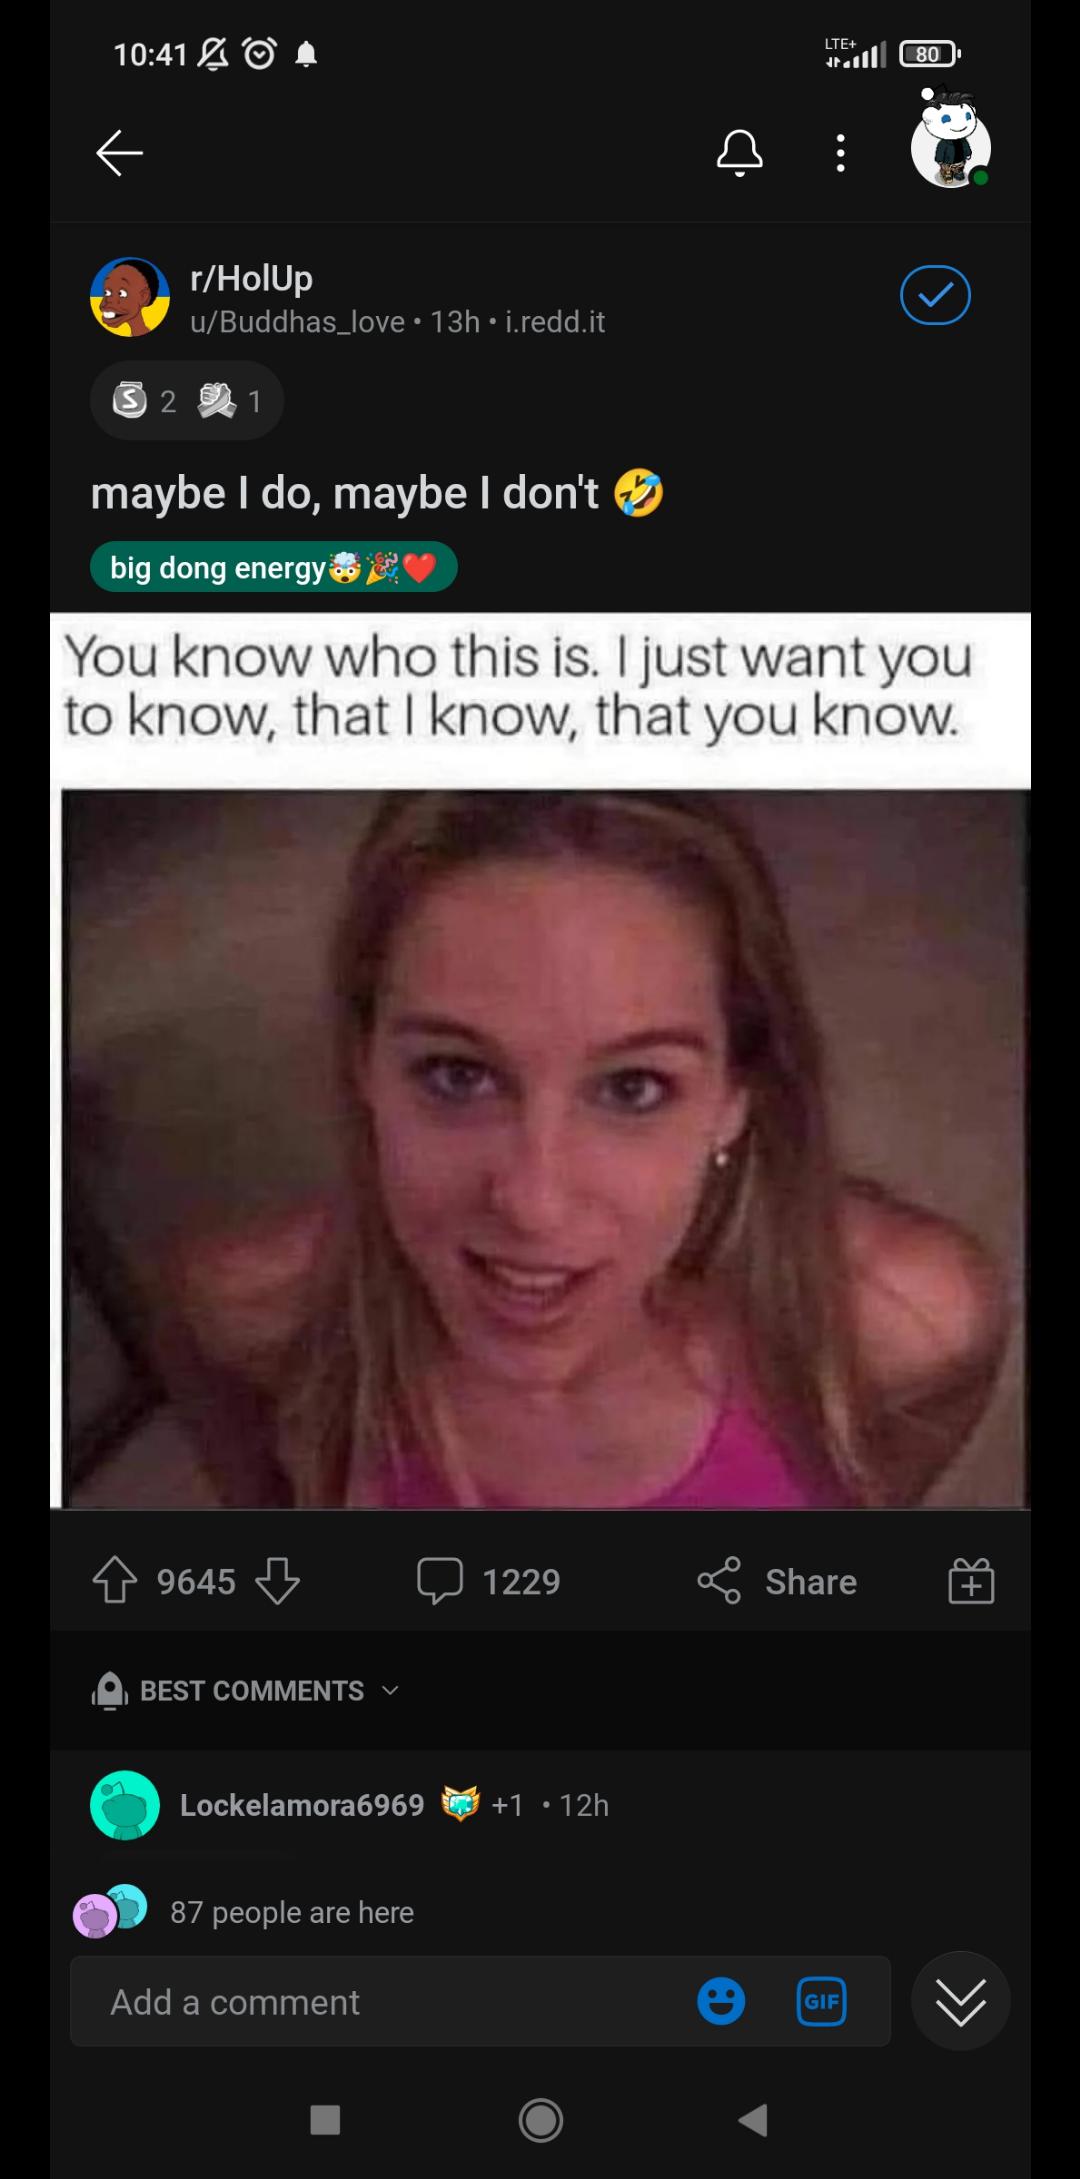 10:41
LTE+
80
r/HolUp
u/Buddhas_love • 13h • i.redd.it
S 2 1
maybe I do, maybe I don't 🤣
big dong energy🤯🎉❤️
You know who this is. I just want you
to know, that I know, that you know.
9645
1229
Share
BEST COMMENTS
Lockelamora6969 +1 • 12h
87 people are here
Add a comment
GIF